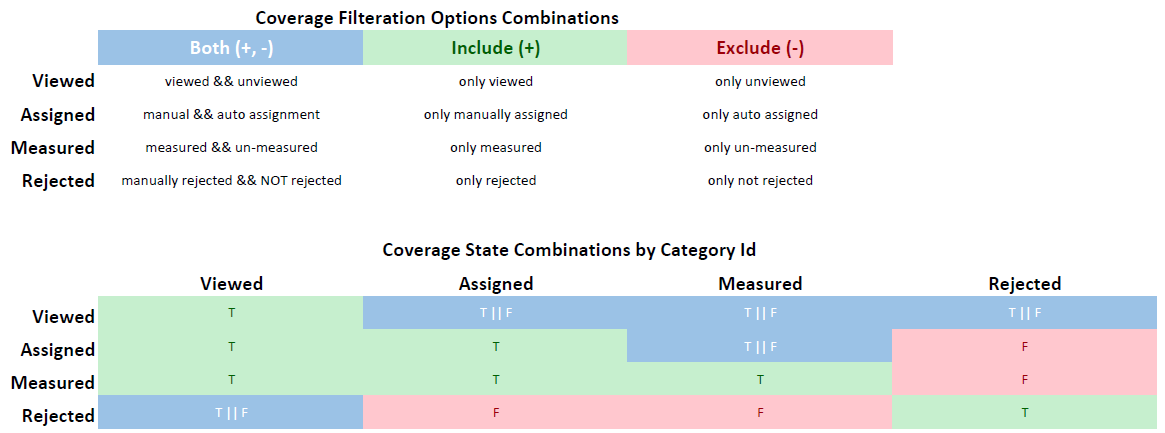 Coverage Filteration Options Combinations
Both (+, -) Include (+) Exclude (-)
Viewed viewed && unviewed only viewed only unviewed
Assigned manual && auto assignment only manually assigned only auto assigned
Measured measured && un-measured only measured only un-measured
Rejected manually rejected && NOT rejected only rejected only not rejected
Coverage State Combinations by Category Id
Viewed Assigned Measured Rejected
Viewed T T || F T || F T || F
Assigned T T T || F F
Measured T T T F
Rejected T || F F F T